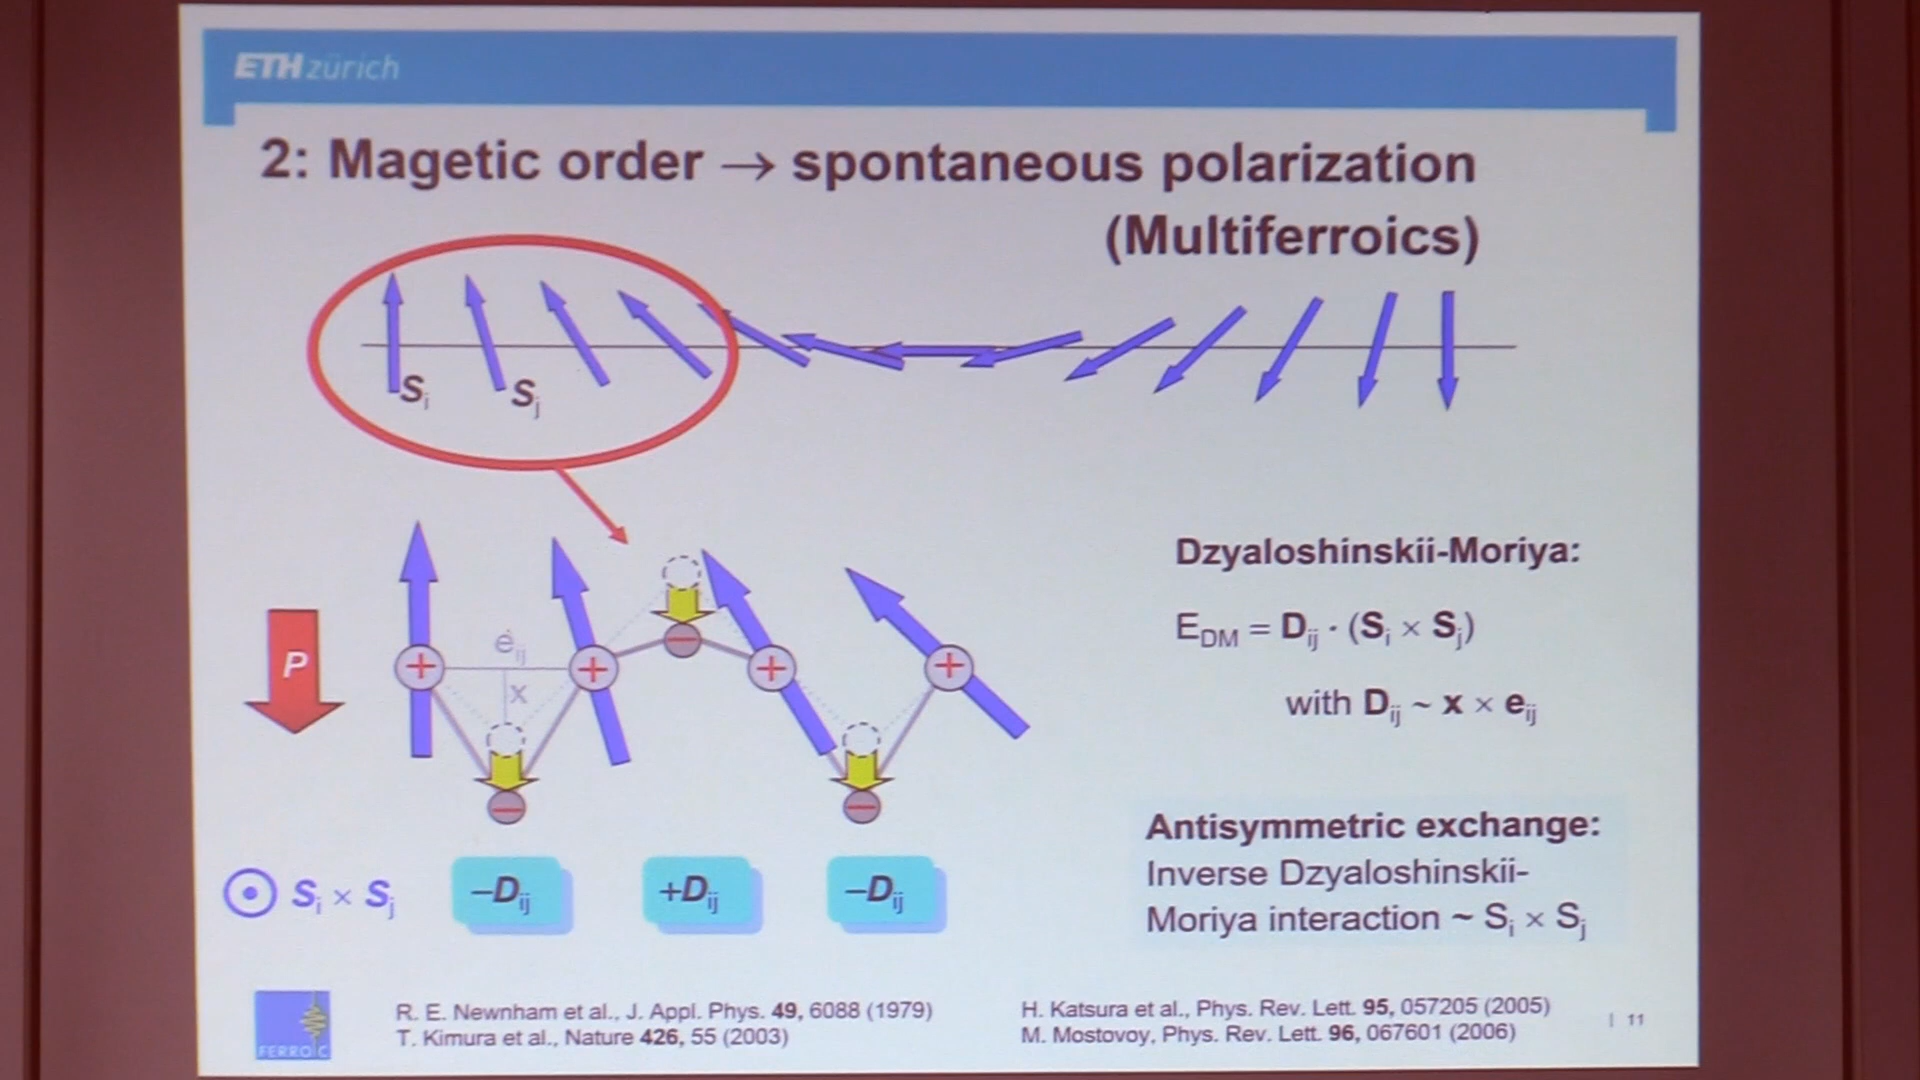 ETH zürich
2: Magetic order → spontaneous polarization
(Multiferroics)
Sᵢ
Sⱼ
Dzyaloshinskii-Moriya:
E_DM = D_ij · (S_i × S_j)
with D_ij ~ x × e_ij
P
+
e_ij
+
−
+
+
x
−
−
Antisymmetric exchange:
Inverse Dzyaloshinskii-
Moriya interaction ~ S_i × S_j
S_i × S_j
–D_ij
+D_ij
–D_ij
R. E. Newnham et al., J. Appl. Phys. 49, 6088 (1979)
T. Kimura et al., Nature 426, 55 (2003)
H. Katsura et al., Phys. Rev. Lett. 95, 057205 (2005)
M. Mostovoy, Phys. Rev. Lett. 96, 067601 (2006)
| 11
FERROIC